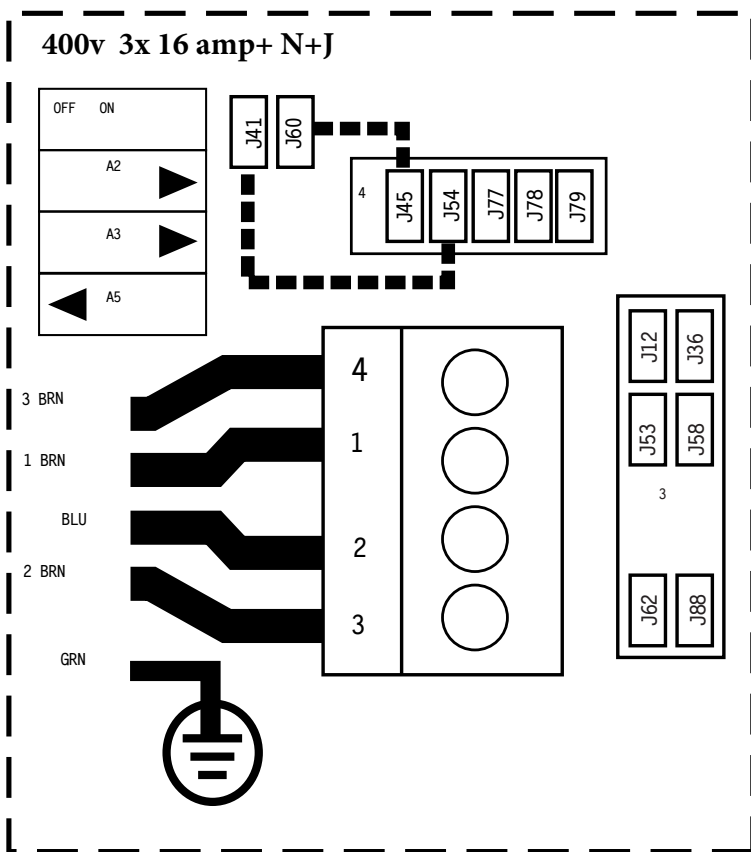 400v 3x 16 amp+ N+J
OFF ON
A2
A3
A5
J41
J60
4
J45
J54
J77
J78
J79
3 BRN
1 BRN
BLU
2 BRN
GRN
4
1
2
3
J12
J36
J53
J58
3
J62
J88